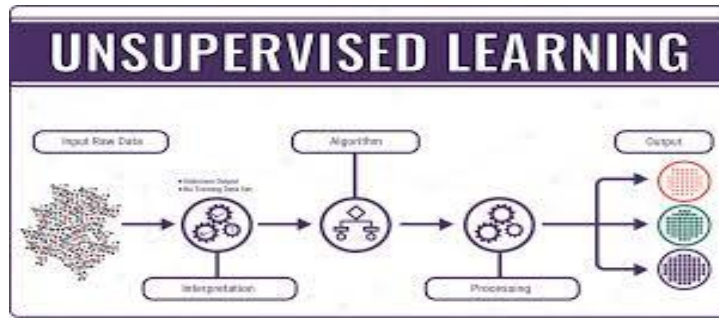 UNSUPERVISED LEARNING
Input Raw Data
Algorithm
Output
• Unknown Output
• No Training Data Set
Interpretation
Processing